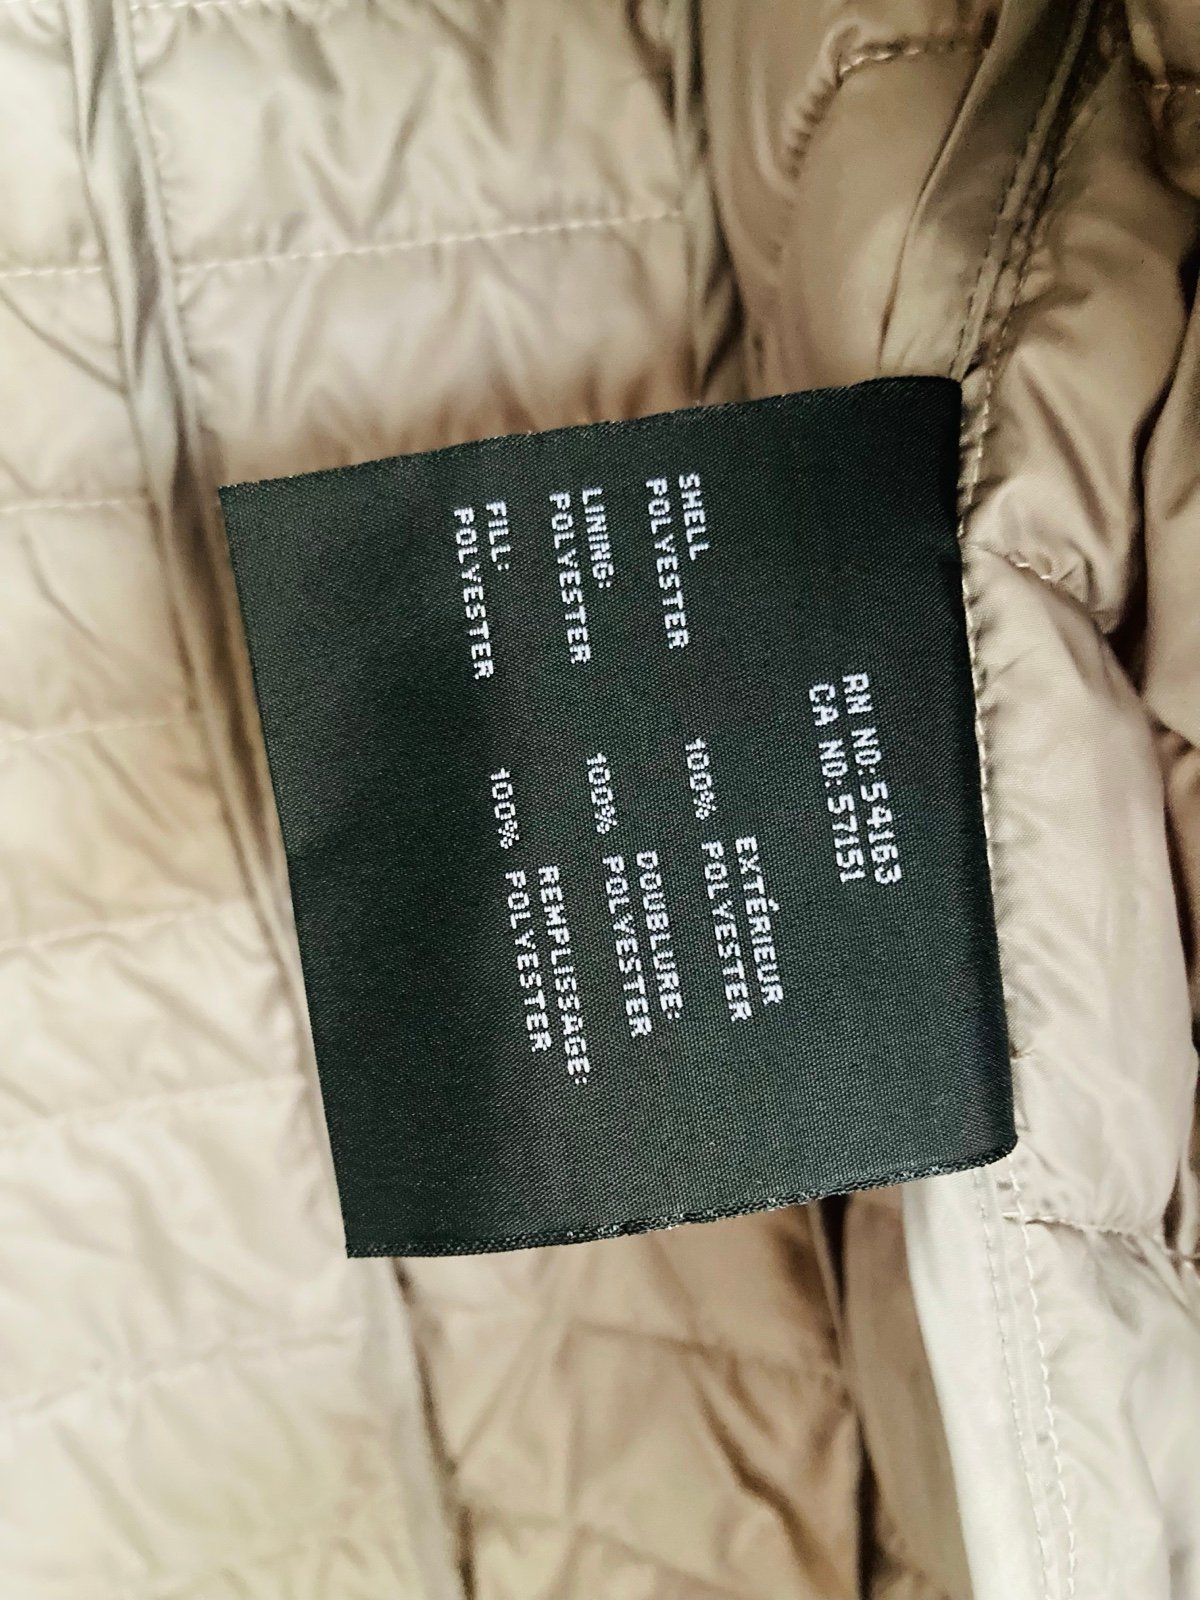 RN NO:54163
CA NO:57151
SHELL EXTÉRIEUR
POLYESTER 100% POLYESTER
LINING: DOUBLURE:
POLYESTER 100% POLYESTER
FILL: REMPLISSAGE:
POLYESTER 100% POLYESTER